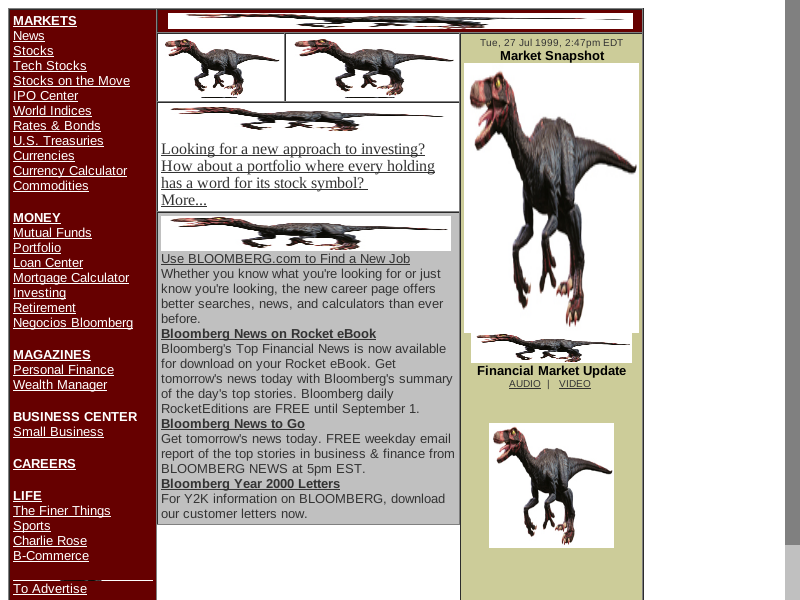 MARKETS
News
Stocks
Tech Stocks
Stocks on the Move
IPO Center
World Indices
Rates & Bonds
U.S. Treasuries
Currencies
Currency Calculator
Commodities
MONEY
Mutual Funds
Portfolio
Loan Center
Mortgage Calculator
Investing
Retirement
Negocios Bloomberg
MAGAZINES
Personal Finance
Wealth Manager
BUSINESS CENTER
Small Business
CAREERS
LIFE
The Finer Things
Sports
Charlie Rose
B-Commerce
To Advertise
Looking for a new approach to investing?
How about a portfolio where every holding
has a word for its stock symbol?
More...
Use BLOOMBERG.com to Find a New Job
Whether you know what you're looking for or just
know you're looking, the new career page offers
better searches, news, and calculators than ever
before.
Bloomberg News on Rocket eBook
Bloomberg's Top Financial News is now available
for download on your Rocket eBook. Get
tomorrow's news today with Bloomberg's summary
of the day's top stories. Bloomberg daily
RocketEditions are FREE until September 1.
Bloomberg News to Go
Get tomorrow's news today. FREE weekday email
report of the top stories in business & finance from
BLOOMBERG NEWS at 5pm EST.
Bloomberg Year 2000 Letters
For Y2K information on BLOOMBERG, download
our customer letters now.
Tue, 27 Jul 1999, 2:47pm EDT
Market Snapshot
Financial Market Update
AUDIO | VIDEO